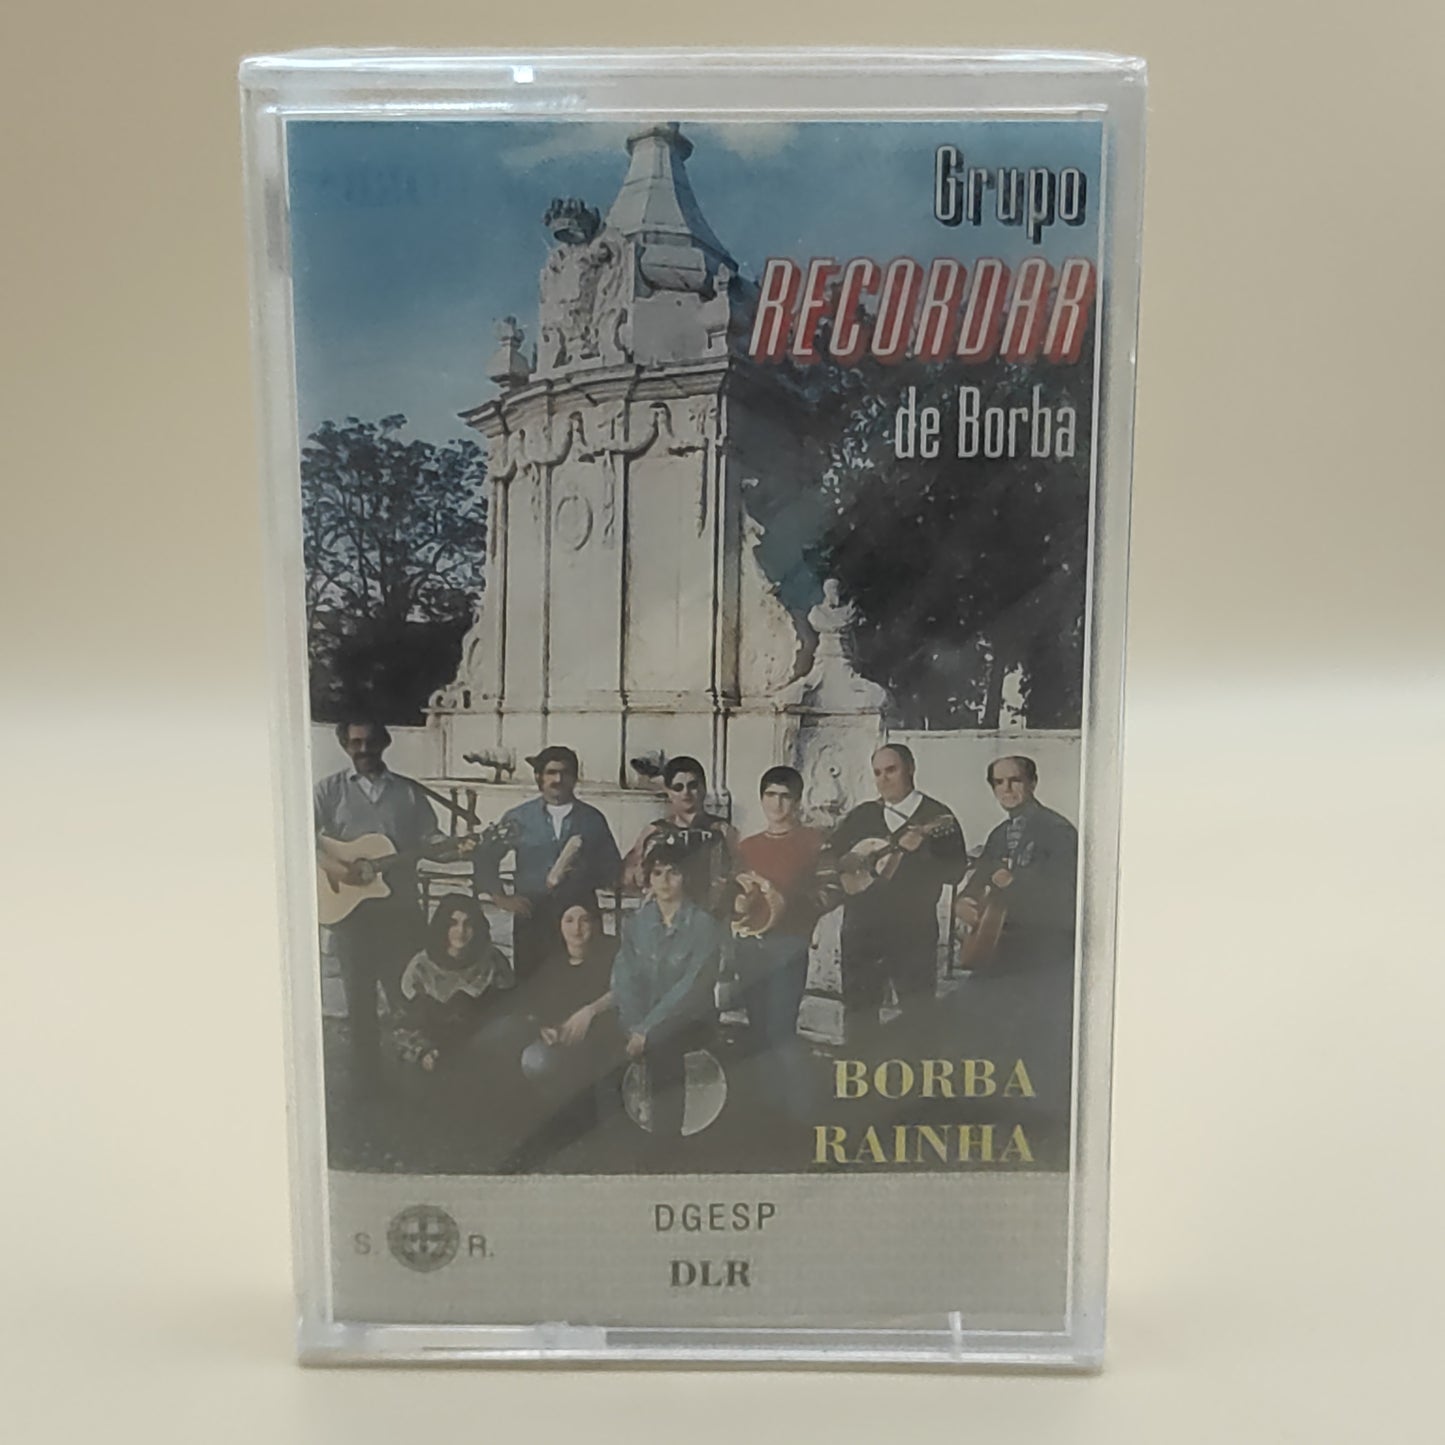 Grupo
RECORDAR
de Borba
BORBA
RAINHA
DGESP
S. R.
DLR